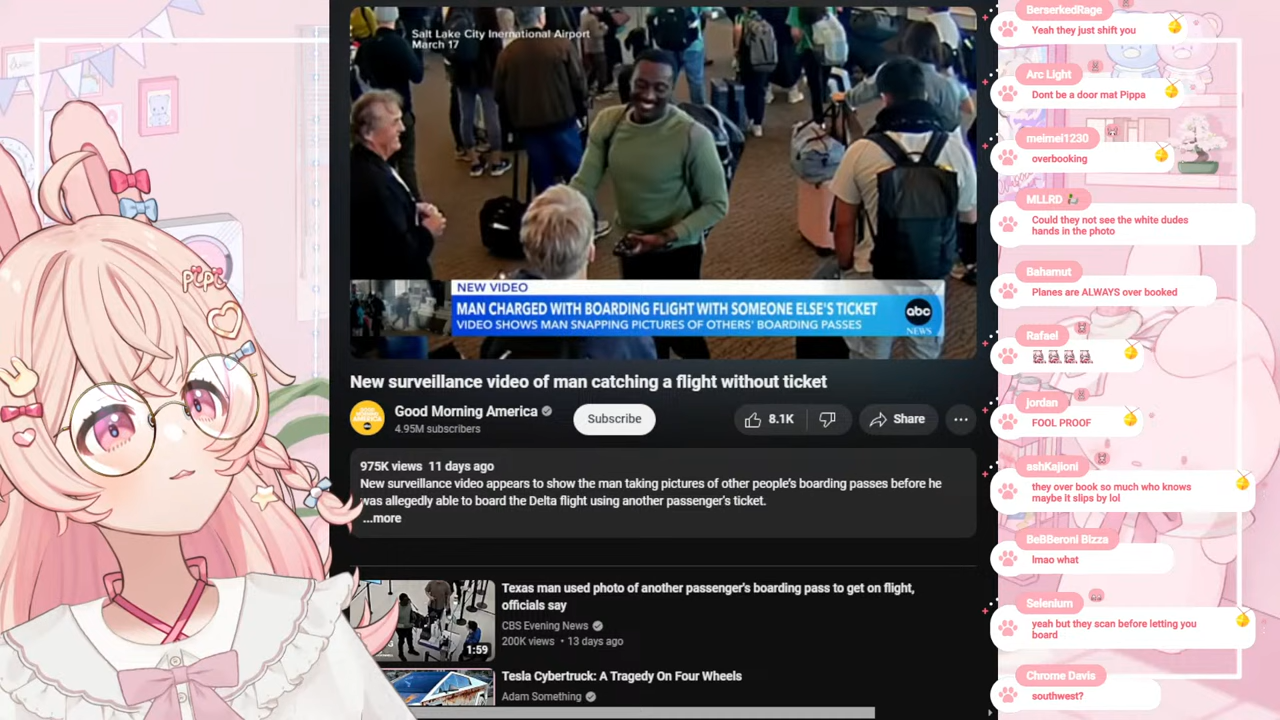 PiPi
Salt Lake City Inernational Airport
March 17
NEW VIDEO
MAN CHARGED WITH BOARDING FLIGHT WITH SOMEONE ELSE'S TICKET
VIDEO SHOWS MAN SNAPPING PICTURES OF OTHERS' BOARDING PASSES
abc
NEWS
New surveillance video of man catching a flight without ticket
GOOD MORNING AMERICA
Good Morning America
4.95M subscribers
Subscribe
8.1K
Share
975K views 11 days ago
New surveillance video appears to show the man taking pictures of other people's boarding passes before he
was allegedly able to board the Delta flight using another passenger's ticket.
...more
Texas man used photo of another passenger's boarding pass to get on flight,
officials say
CBS Evening News
200K views • 13 days ago
1:59
Tesla Cybertruck: A Tragedy On Four Wheels
Adam Something
BerserkedRage
Yeah they just shift you
Arc Light
Dont be a door mat Pippa
meimei1230
overbooking
MLLRD
Could they not see the white dudes
hands in the photo
Bahamut
Planes are ALWAYS over booked
Rafael
jordan
FOOL PROOF
ashKajioni
they over book so much who knows
maybe it slips by lol
BeBBeroni Bizza
lmao what
Selenium
yeah but they scan before letting you
board
Chrome Davis
southwest?